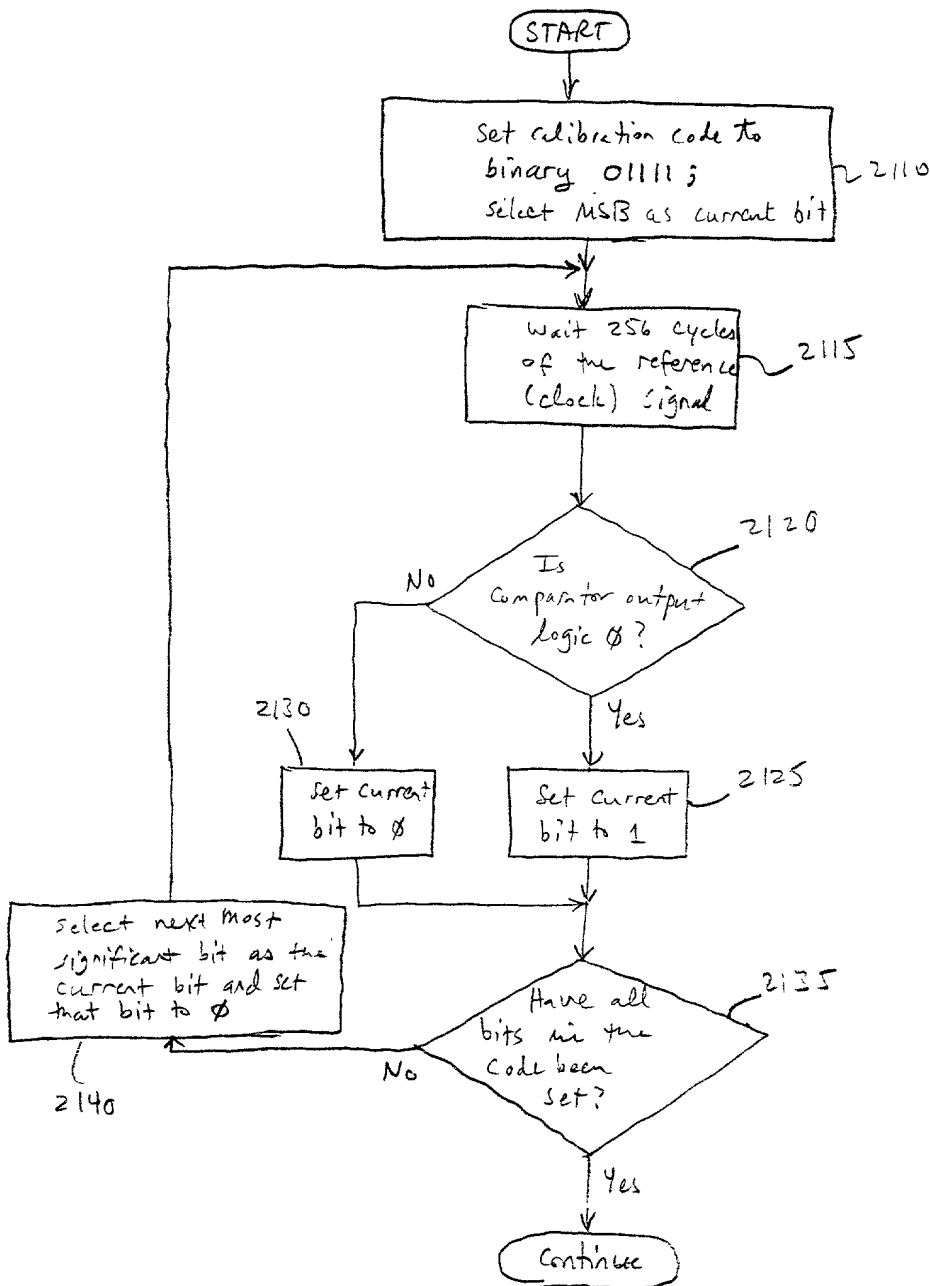 START
Set calibration code to
binary 01111;
select MSB as current bit
2110
Wait 256 cycles
of the reference
(clock) signal
2115
2120
Is
comparator output
logic Ø?
No
Yes
2130
Set current
bit to Ø
Set current
bit to 1
2125
Select next most
significant bit as the
current bit and set
that bit to Ø
2140
Have all
bits in the
code been
set?
2135
No
Yes
Continue